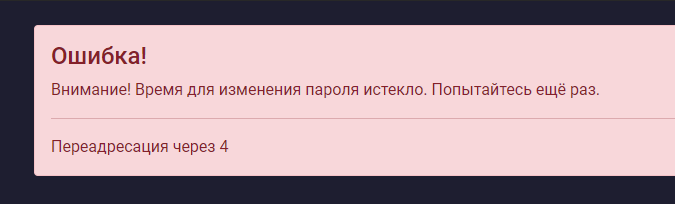 Ошибка!
Внимание! Время для изменения пароля истекло. Попытайтесь ещё раз.
Переадресация через 4